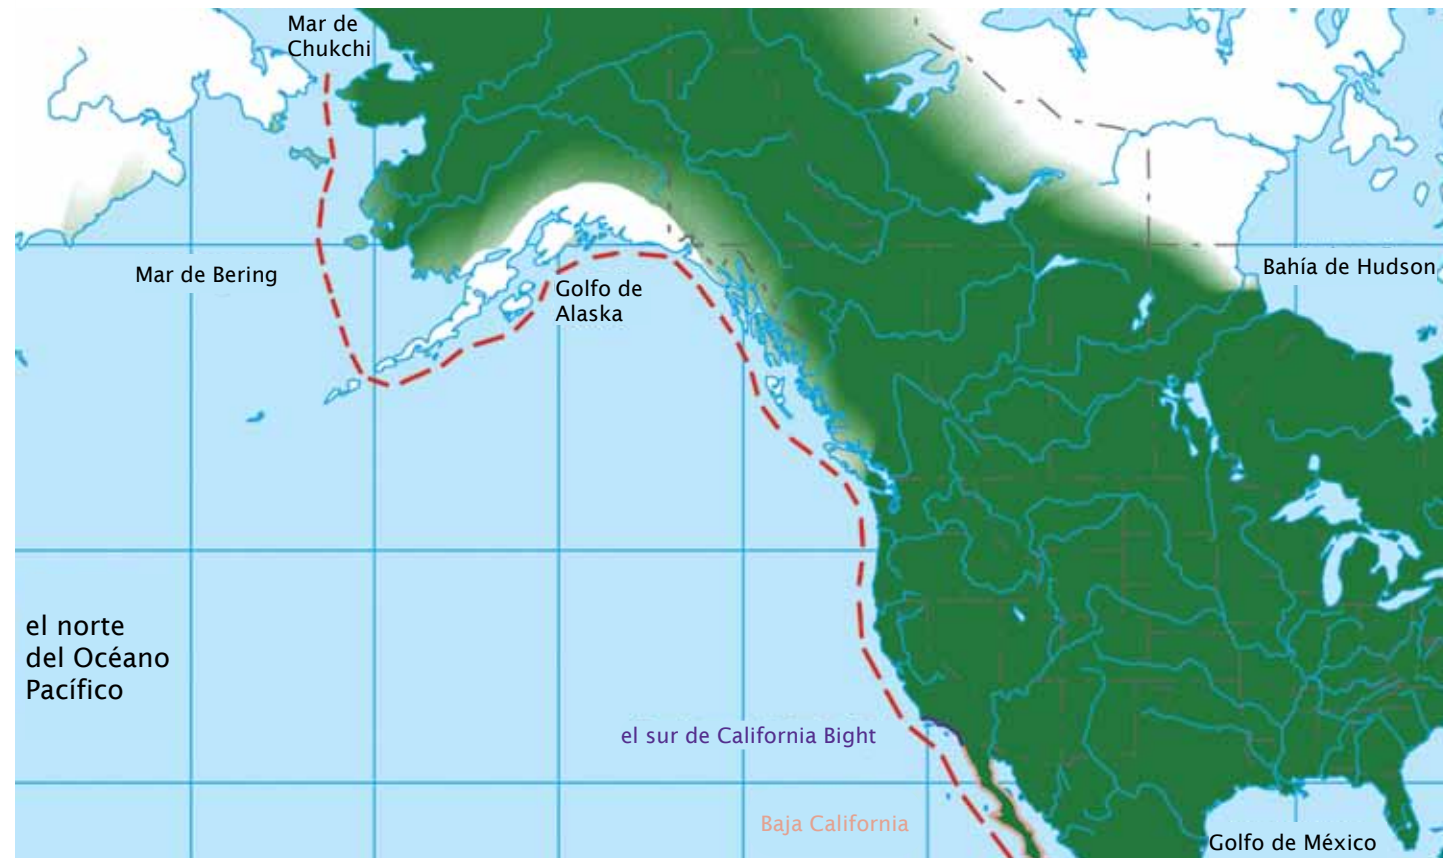 Mar de
Chukchi
Mar de Bering
Golfo de
Alaska
Bahía de Hudson
el norte
del Océano
Pacífico
el sur de California Bight
Baja California
Golfo de México